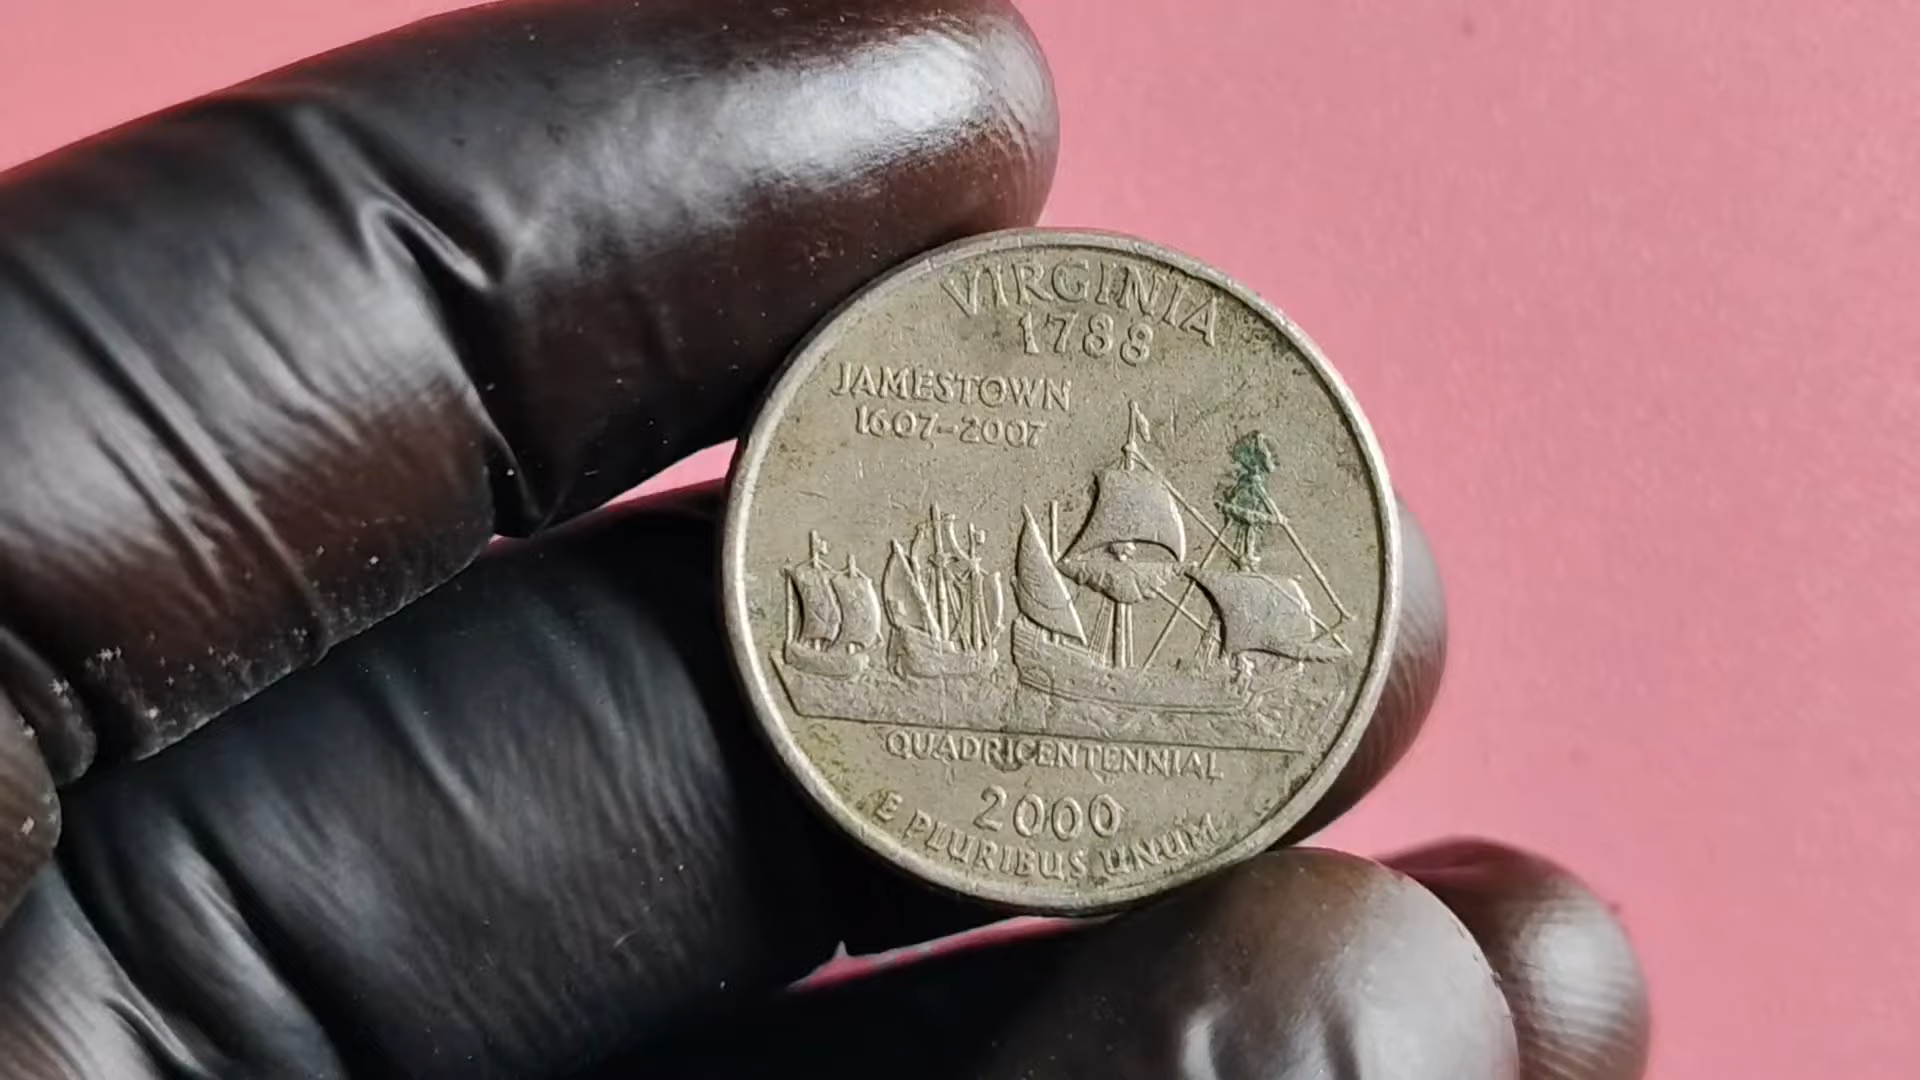 VIRGINIA
1788
JAMESTOWN
1607-2007
QUADRICENTENNIAL
2000
E PLURIBUS UNUM